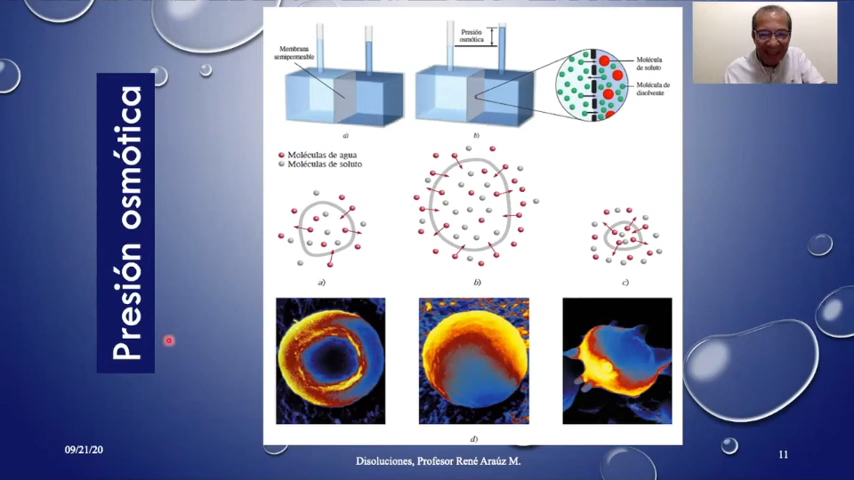 Presión osmótica
Membrana
semipermeable
Presión
osmótica
Molécula
de soluto
Molécula de
disolvente
a)
b)
Moléculas de agua
Moléculas de soluto
a)
b)
c)
d)
09/21/20
Disoluciones, Profesor René Araúz M.
11